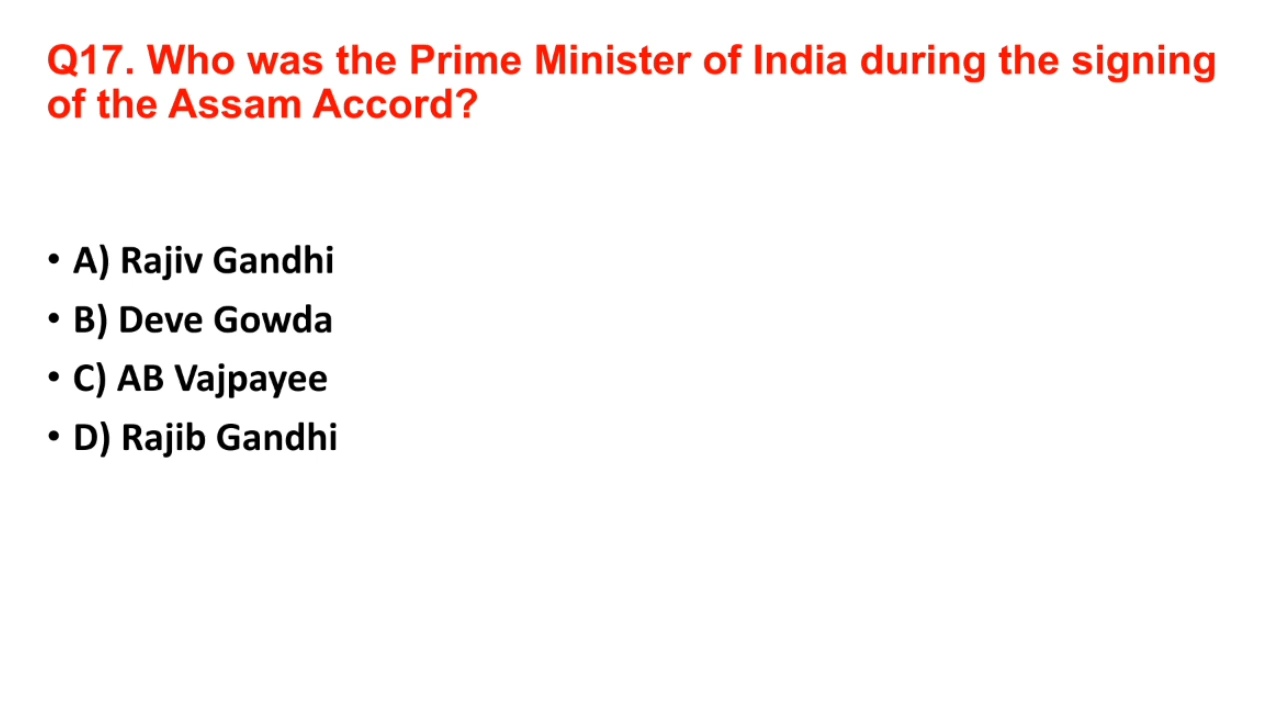 Q17. Who was the Prime Minister of India during the signing
of the Assam Accord?
• A) Rajiv Gandhi
• B) Deve Gowda
• C) AB Vajpayee
• D) Rajib Gandhi